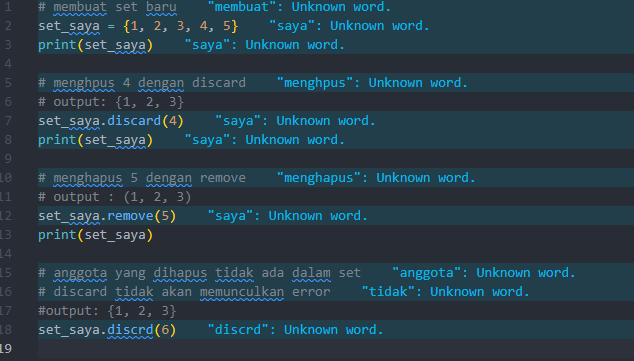 1 # membuat set baru "membuat": Unknown word.
2 set_saya = {1, 2, 3, 4, 5} "saya": Unknown word.
3 print(set_saya) "saya": Unknown word.
4
5 # menghpus 4 dengan discard "menghpus": Unknown word.
6 # output: {1, 2, 3}
7 set_saya.discard(4) "saya": Unknown word.
8 print(set_saya) "saya": Unknown word.
9
10 # menghapus 5 dengan remove "menghapus": Unknown word.
11 # output : (1, 2, 3)
12 set_saya.remove(5) "saya": Unknown word.
13 print(set_saya)
14
15 # anggota yang dihapus tidak ada dalam set "anggota": Unknown word.
16 # discard tidak akan memunculkan error "tidak": Unknown word.
17 #output: {1, 2, 3}
18 set_saya.discrd(6) "discrd": Unknown word.
19